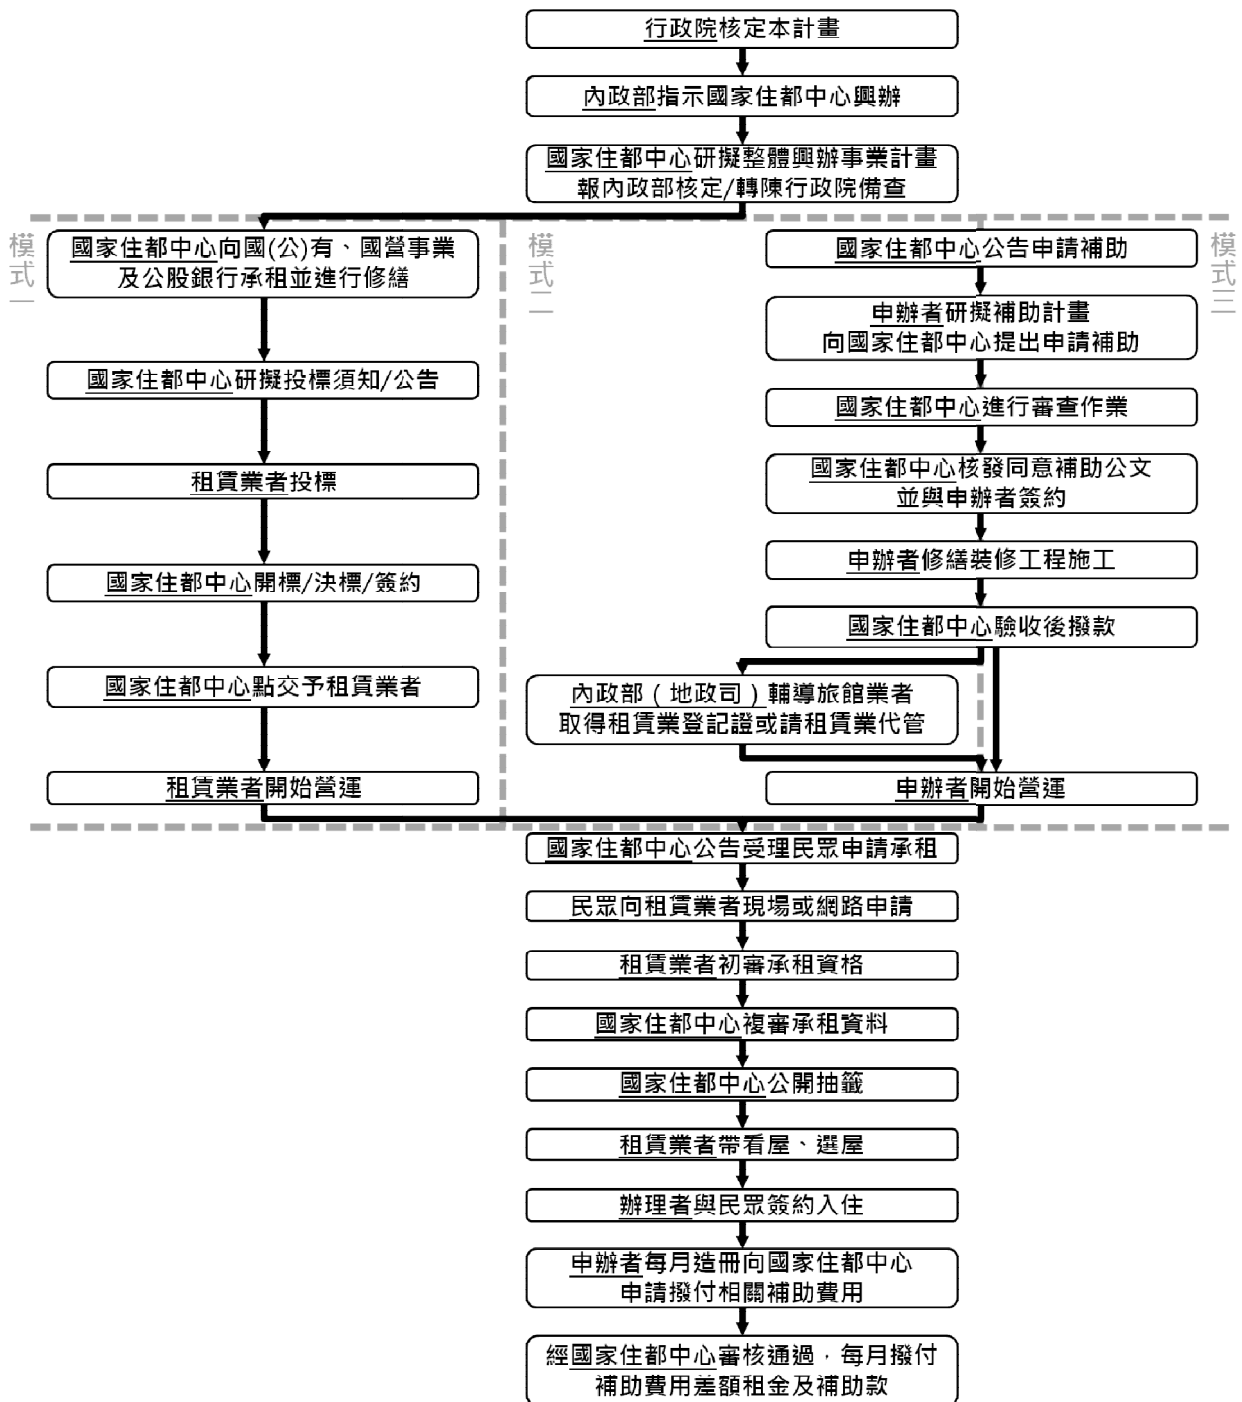 行政院核定本計畫
內政部指示國家住都中心興辦
國家住都中心研擬整體興辦事業計畫
報內政部核定/轉陳行政院備查
模式一
國家住都中心向國(公)有、國營事業
及公股銀行承租並進行修繕
國家住都中心研擬投標須知/公告
租賃業者投標
國家住都中心開標/決標/簽約
國家住都中心點交予租賃業者
租賃業者開始營運
模式二
模式三
國家住都中心公告申請補助
申辦者研擬補助計畫
向國家住都中心提出申請補助
國家住都中心進行審查作業
國家住都中心核發同意補助公文
並與申辦者簽約
申辦者修繕裝修工程施工
國家住都中心驗收後撥款
內政部（地政司）輔導旅館業者
取得租賃業登記證或請租賃業代管
申辦者開始營運
國家住都中心公告受理民眾申請承租
民眾向租賃業者現場或網路申請
租賃業者初審承租資格
國家住都中心複審承租資料
國家住都中心公開抽籤
租賃業者帶看屋、選屋
辦理者與民眾簽約入住
申辦者每月造冊向國家住都中心
申請撥付相關補助費用
經國家住都中心審核通過，每月撥付
補助費用差額租金及補助款